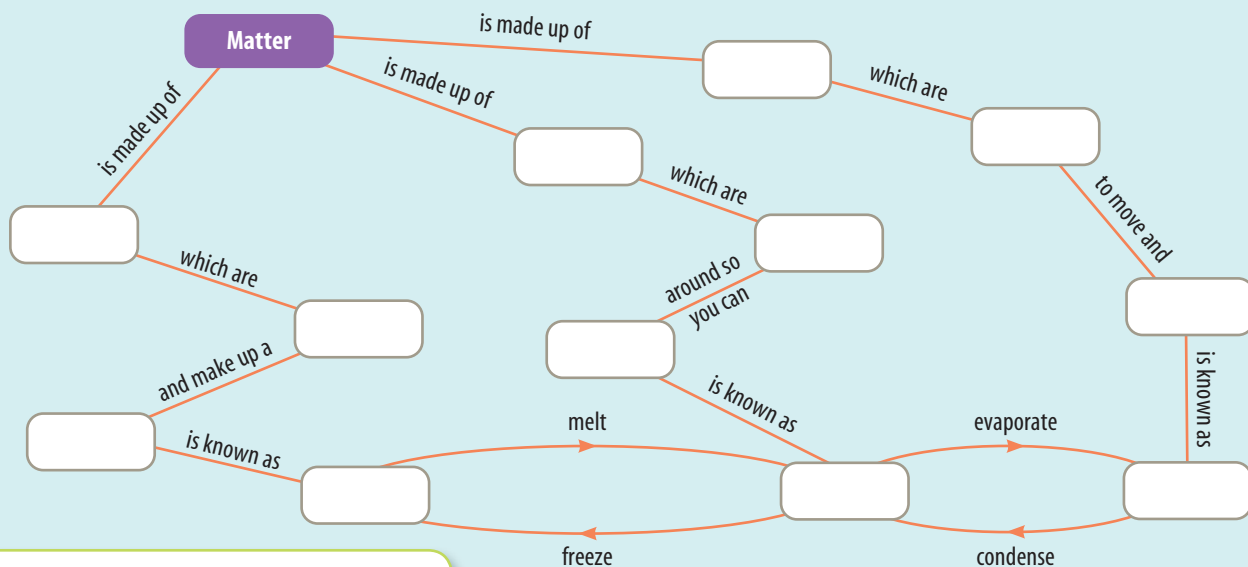 Matter
is made up of
is made up of
is made up of
which are
which are
which are
to move and
around so
you can
and make up a
is known as
is known as
is known as
melt
evaporate
freeze
condense